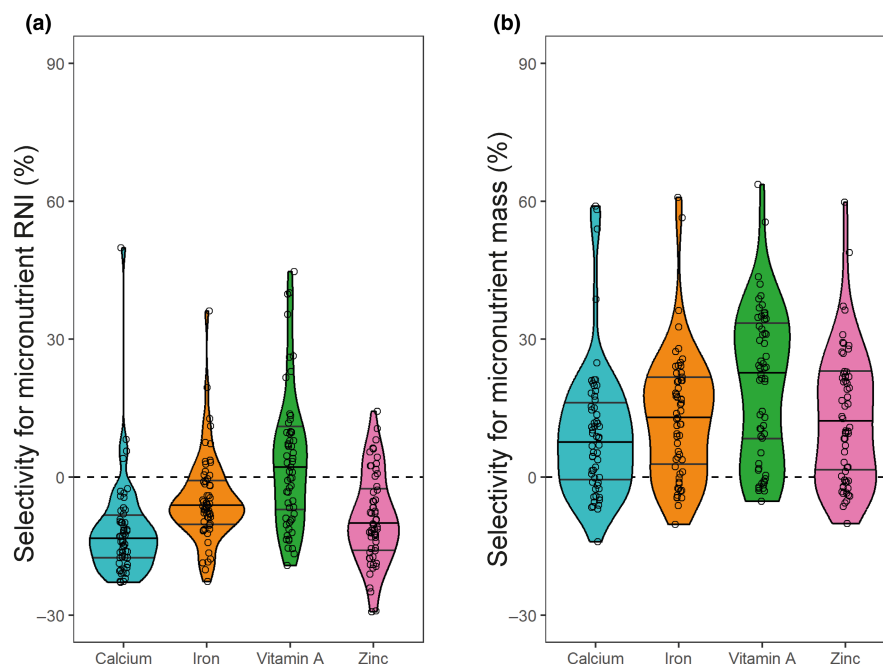 (a)
Selectivity for micronutrient RNI (%)
90
60
30
0
−30
Calcium Iron Vitamin A Zinc
(b)
Selectivity for micronutrient mass (%)
90
60
30
0
−30
Calcium Iron Vitamin A Zinc